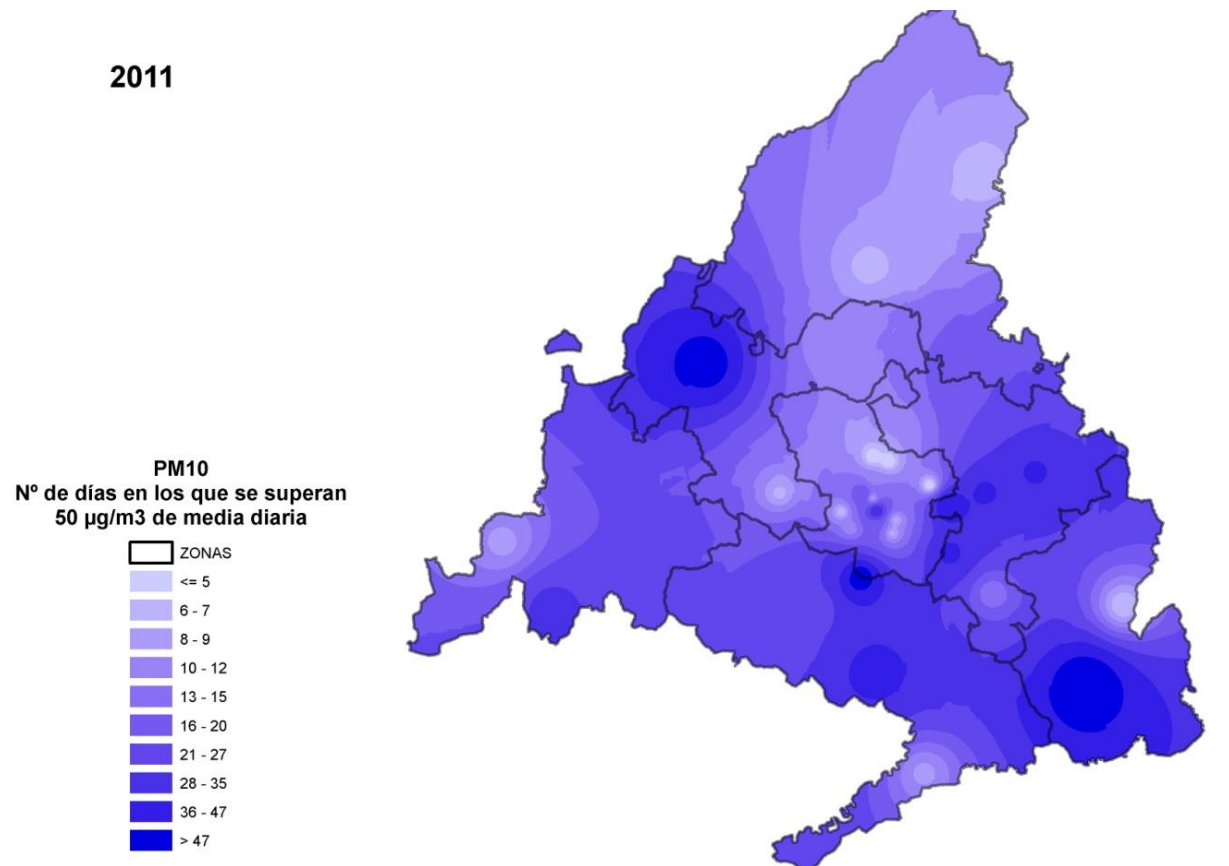 2011
PM10
Nº de días en los que se superan
50 µg/m3 de media diaria
ZONAS
<= 5
6 - 7
8 - 9
10 - 12
13 - 15
16 - 20
21 - 27
28 - 35
36 - 47
> 47